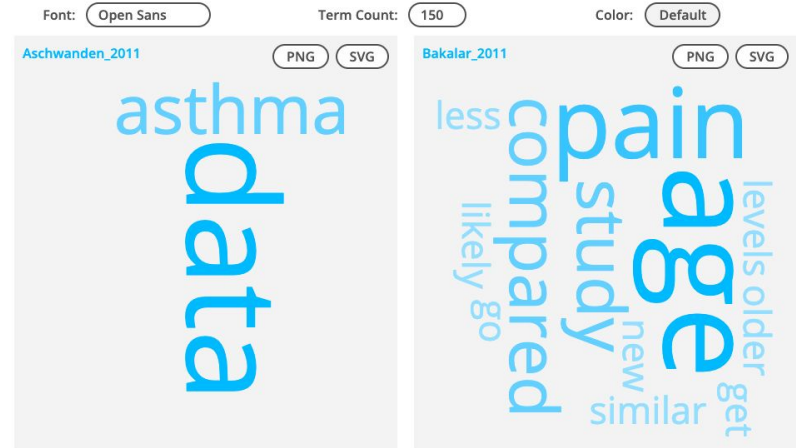 Font: Open Sans Term Count: 150 Color: Default
Aschwanden_2011 PNG SVG
asthma
data
Bakalar_2011 PNG SVG
less
compared
pain
age
study
likely
go
new
levels
older
similar
get